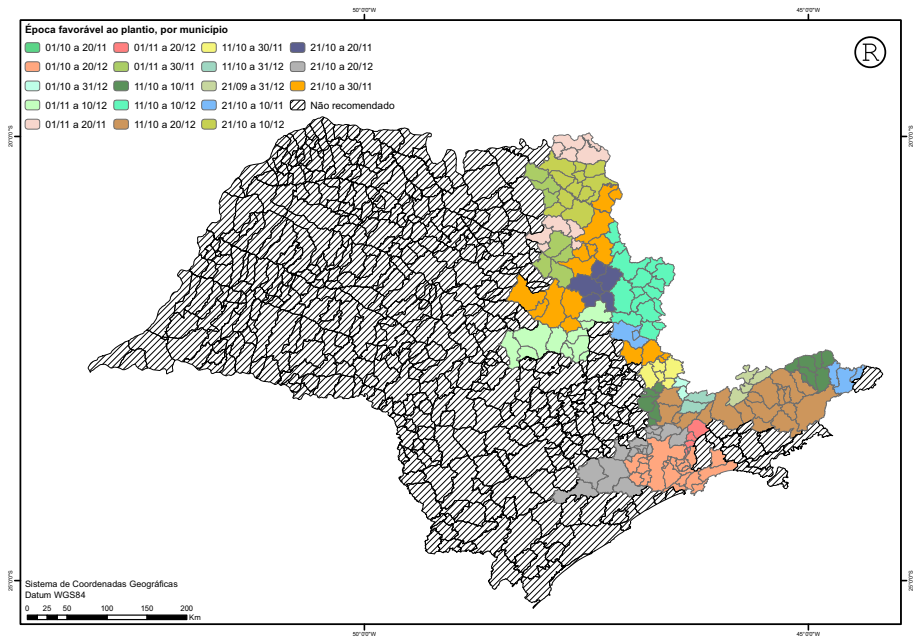 50°0'0"W 45°0'0"W
Época favorável ao plantio, por município
01/10 a 20/11 01/11 a 20/12 11/10 a 30/11 21/10 a 20/11
01/10 a 20/12 01/11 a 30/11 11/10 a 31/12 21/10 a 20/12
01/10 a 31/12 11/10 a 10/11 21/09 a 31/12 21/10 a 30/11
01/11 a 10/12 11/10 a 10/12 21/10 a 10/11 Não recomendado
01/11 a 20/11 11/10 a 20/12 21/10 a 10/12
R
20°0'0"S 20°0'0"S
25°0'0"S 25°0'0"S
Sistema de Coordenadas Geográficas
Datum WGS84
0 25 50 100 150 200
Km
50°0'0"W 45°0'0"W